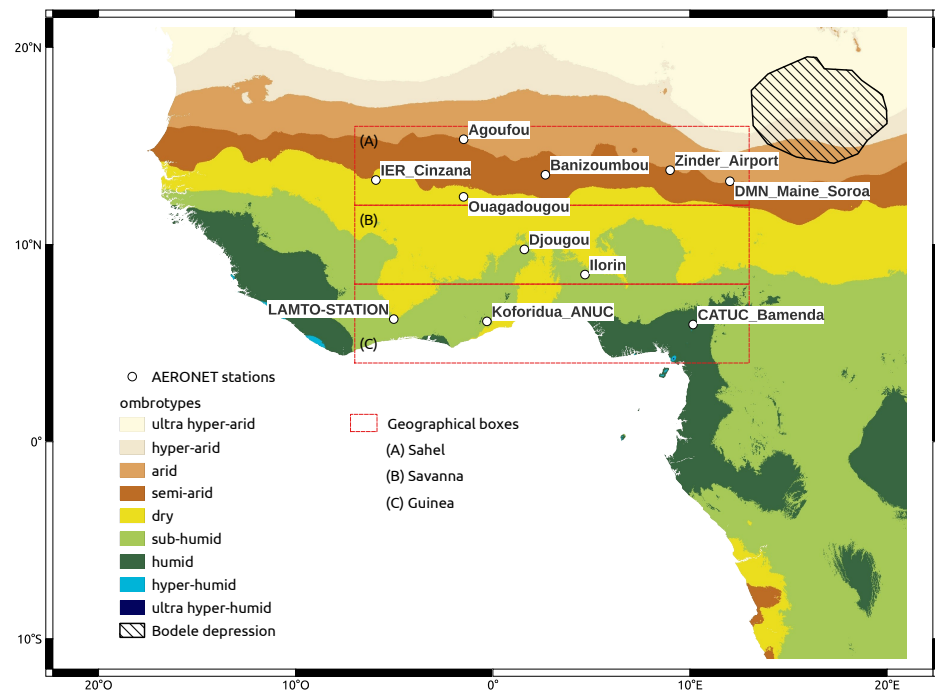 20°N
Agoufou
(A)
Zinder_Airport
Banizoumbou
IER_Cinzana
DMN_Maine_Soroa
Ouagadougou
(B)
10°N
Djougou
Ilorin
LAMTO-STATION
Koforidua_ANUC
CATUC_Bamenda
(C)
AERONET stations
ombrotypes
ultra hyper-arid
hyper-arid
arid
semi-arid
dry
sub-humid
humid
hyper-humid
ultra hyper-humid
Bodele depression
Geographical boxes
(A) Sahel
(B) Savanna
(C) Guinea
0°
10°S
20°O
10°O
0°
10°E
20°E